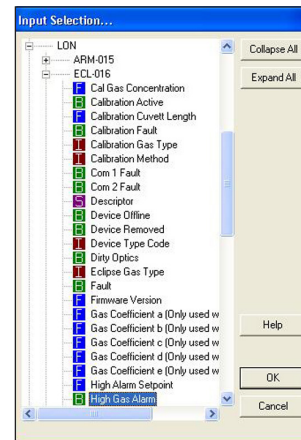 Input Selection...
LON
ARM-015
ECL-016
F Cal Gas Concentration
B Calibration Active
F Calibration Cuvett Length
B Calibration Fault
I Calibration Gas Type
I Calibration Method
B Com 1 Fault
B Com 2 Fault
S Descriptor
B Device Offline
B Device Removed
I Device Type Code
B Dirty Optics
I Eclipse Gas Type
B Fault
F Firmware Version
F Gas Coefficient a (Only used w
F Gas Coefficient b (Only used w
F Gas Coefficient c (Only used w
F Gas Coefficient d (Only used w
F Gas Coefficient e (Only used w
F High Alarm Setpoint
B High Gas Alarm
Collapse All
Expand All
Help
OK
Cancel